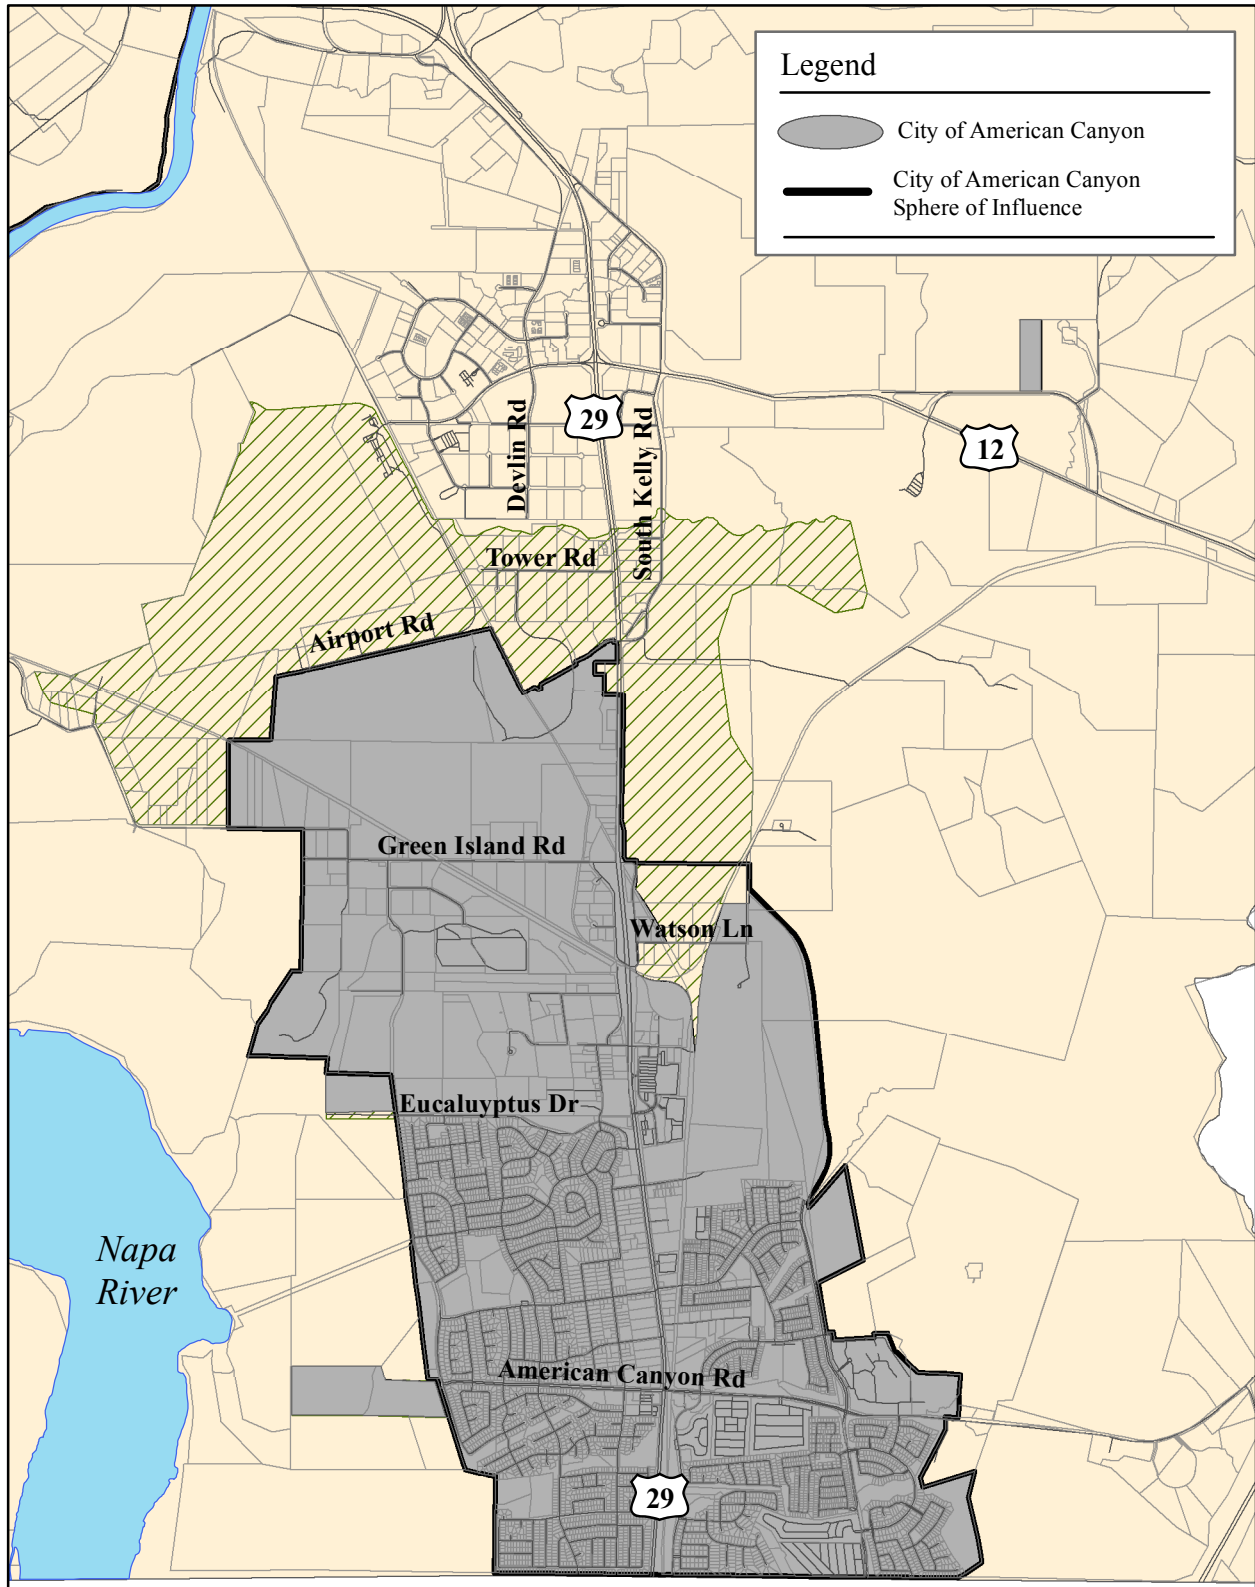 Legend
City of American Canyon
City of American Canyon
Sphere of Influence
29
12
Devlin Rd
South Kelly Rd
Tower Rd
Airport Rd
Green Island Rd
Watson Ln
Eucaluyptus Dr
Napa
River
American Canyon Rd
29